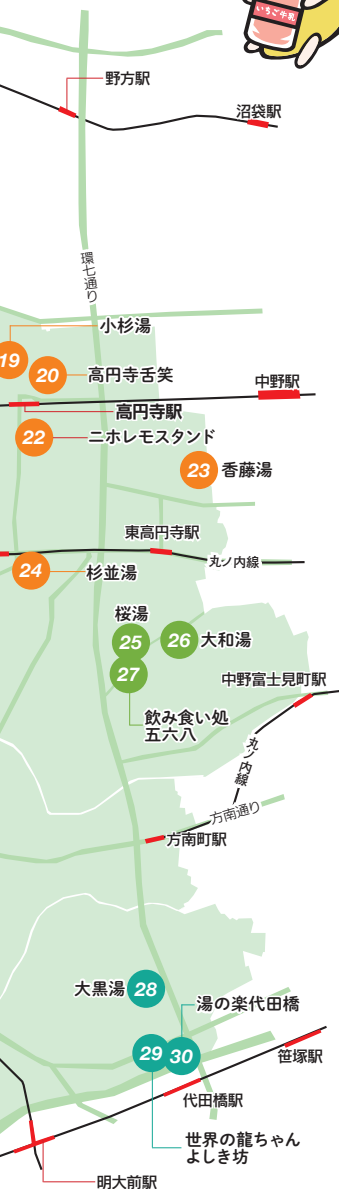 いちご牛乳
野方駅
沼袋駅
環七通り
小杉湯
19
20
高円寺舌笑
中野駅
高円寺駅
22
ニホレモスタンド
23
香藤湯
東高円寺駅
丸ノ内線
24
杉並湯
桜湯
25
26
大和湯
27
中野富士見町駅
飲み食い処
五六八
丸ノ内線
方南通り
方南町駅
大黒湯
28
湯の楽代田橋
29
30
笹塚駅
代田橋駅
世界の龍ちゃん
よしき坊
明大前駅